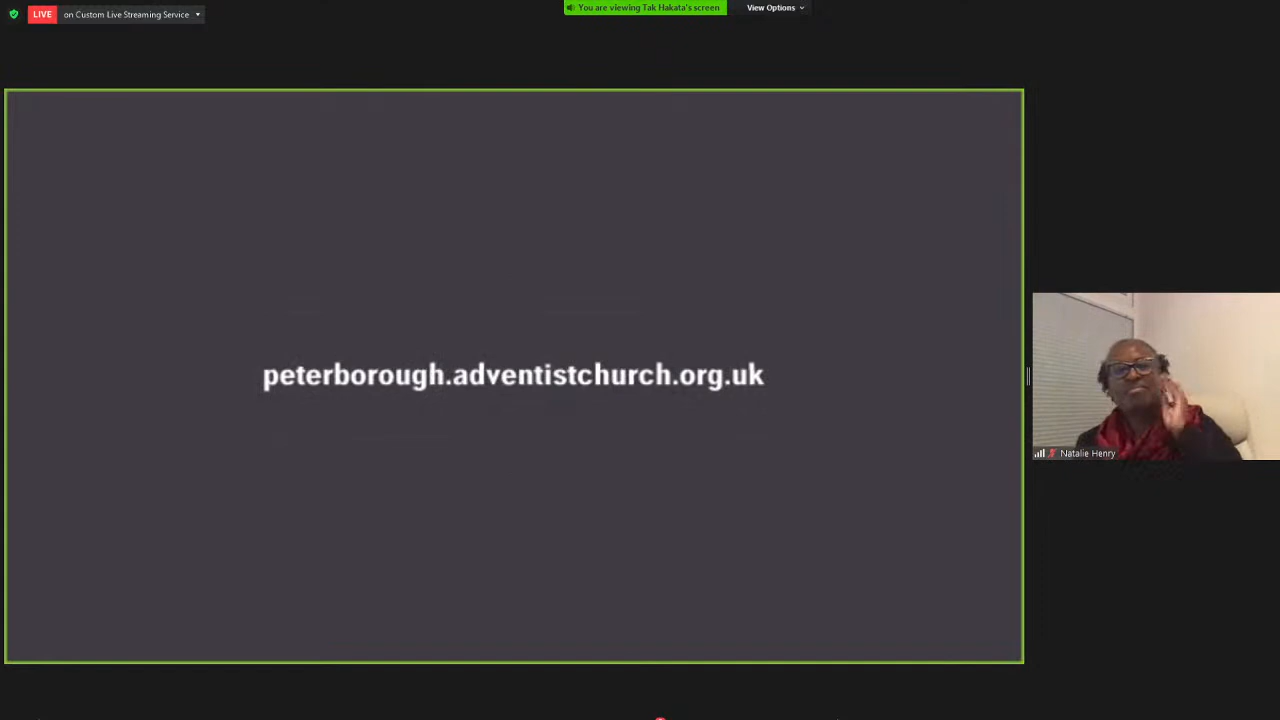 LIVE on Custom Live Streaming Service
You are viewing Tak Hakata's screen
View Options
peterborough.adventistchurch.org.uk
Natalie Henry